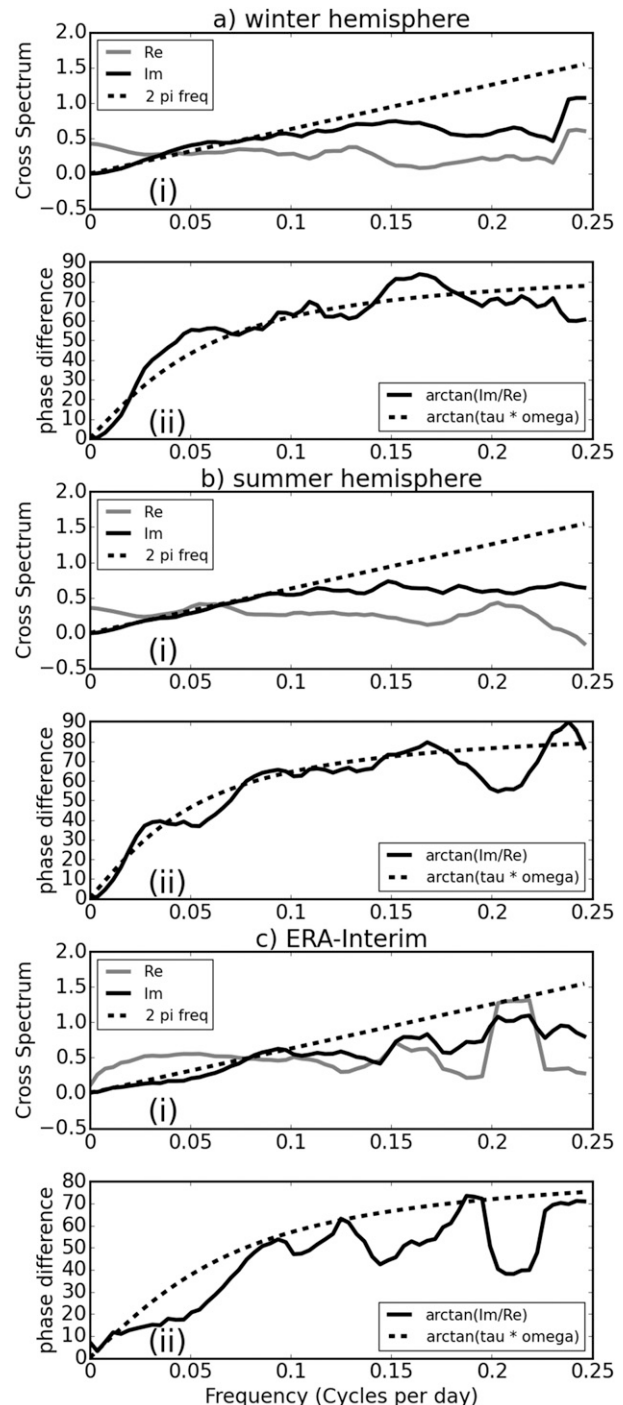 a) winter hemisphere
2.0
1.5
1.0
0.5
0.0
−0.5
Cross Spectrum
Re
Im
2 pi freq
(i)
0 0.05 0.1 0.15 0.2 0.25
90
80
70
60
50
40
30
20
10
0
phase difference
(ii)
arctan(Im/Re)
arctan(tau * omega)
0 0.05 0.1 0.15 0.2 0.25
b) summer hemisphere
2.0
1.5
1.0
0.5
0.0
−0.5
Cross Spectrum
Re
Im
2 pi freq
(i)
0 0.05 0.1 0.15 0.2 0.25
90
80
70
60
50
40
30
20
10
0
phase difference
(ii)
arctan(Im/Re)
arctan(tau * omega)
0 0.05 0.1 0.15 0.2 0.25
c) ERA-Interim
2.0
1.5
1.0
0.5
0.0
−0.5
Cross Spectrum
Re
Im
2 pi freq
(i)
0 0.05 0.1 0.15 0.2 0.25
80
70
60
50
40
30
20
10
0
phase difference
(ii)
arctan(Im/Re)
arctan(tau * omega)
0 0.05 0.1 0.15 0.2 0.25
Frequency (Cycles per day)